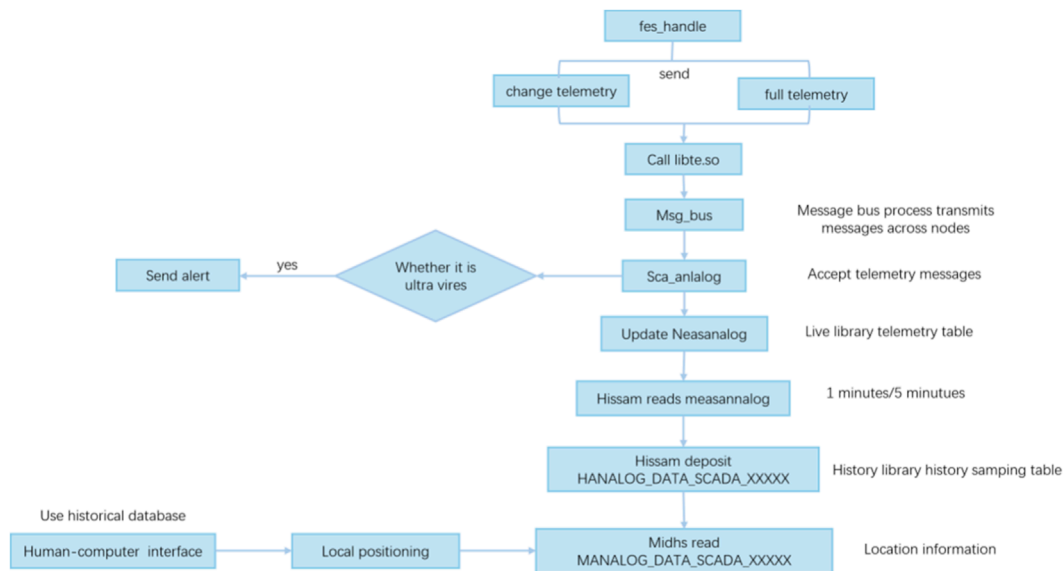 fes_handle
send
change telemetry
full telemetry
Call libte.so
Msg_bus
Message bus process transmits
messages across nodes
Send alert
yes
Whether it is
ultra vires
Sca_anlalog
Accept telemetry messages
Update Neasanalog
Live library telemetry table
Hissam reads measannalog
1 minutes/5 minutues
Hissam deposit
HANALOG_DATA_SCADA_XXXXX
History library history samping table
Use historical database
Human-computer interface
Local positioning
Midhs read
MANALOG_DATA_SCADA_XXXXX
Location information